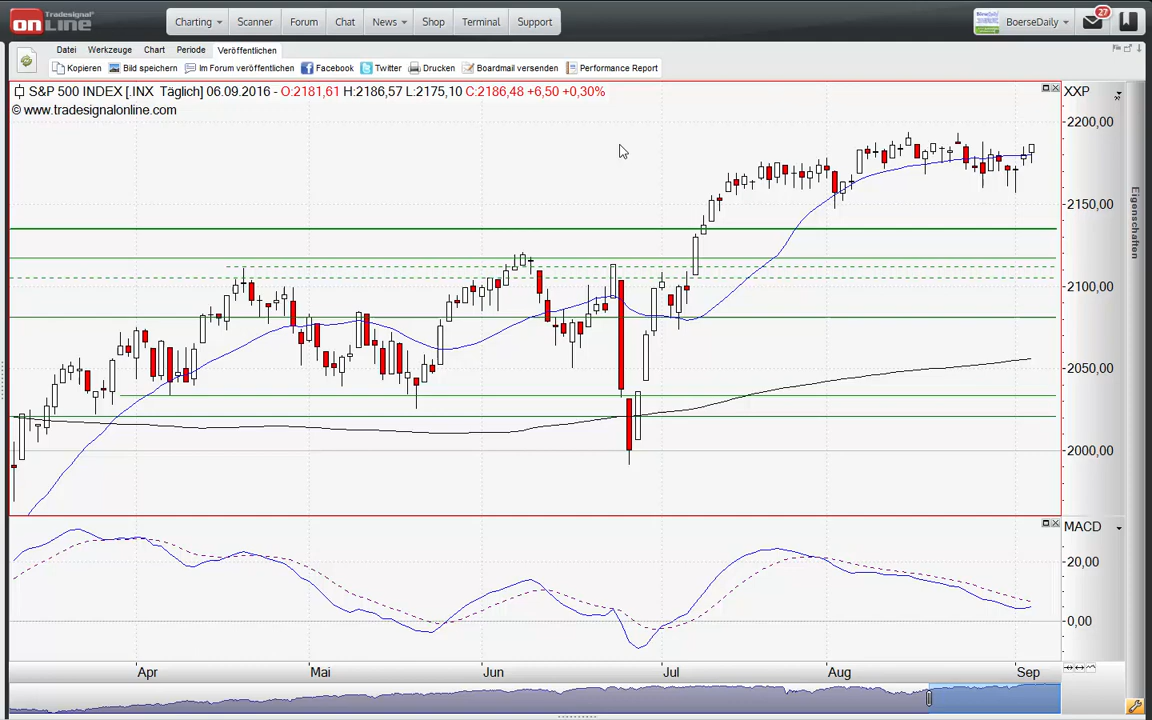 Tradesignal
on LINE
Charting Scanner Forum Chat News Shop Terminal Support
BoerseDaily 27
Datei Werkzeuge Chart Periode Veröffentlichen
Kopieren Bild speichern Im Forum veröffentlichen Facebook Twitter Drucken Boardmail versenden Performance Report
S&P 500 INDEX [.INX Täglich] 06.09.2016 - O:2181,61 H:2186,57 L:2175,10 C:2186,48 +6,50 +0,30%
XXP
© www.tradesignalonline.com
2200,00
2150,00
2100,00
2050,00
2000,00
Eigenschaften
MACD
20,00
0,00
Apr Mai Jun Jul Aug Sep